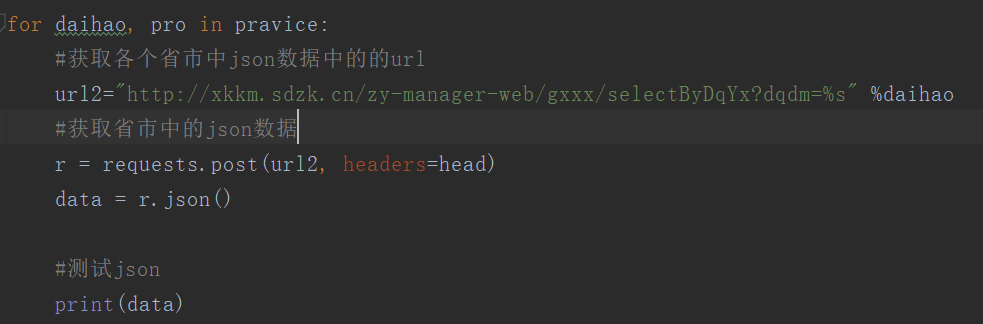 for daihao, pro in pravice:
#获取各个省市中json数据中的的url
url2="http://xkkm.sdzk.cn/zy-manager-web/gxxx/selectByDqYx?dqdm=%s" %daihao
#获取省市中的json数据
r = requests.post(url2, headers=head)
data = r.json()
#测试json
print(data)